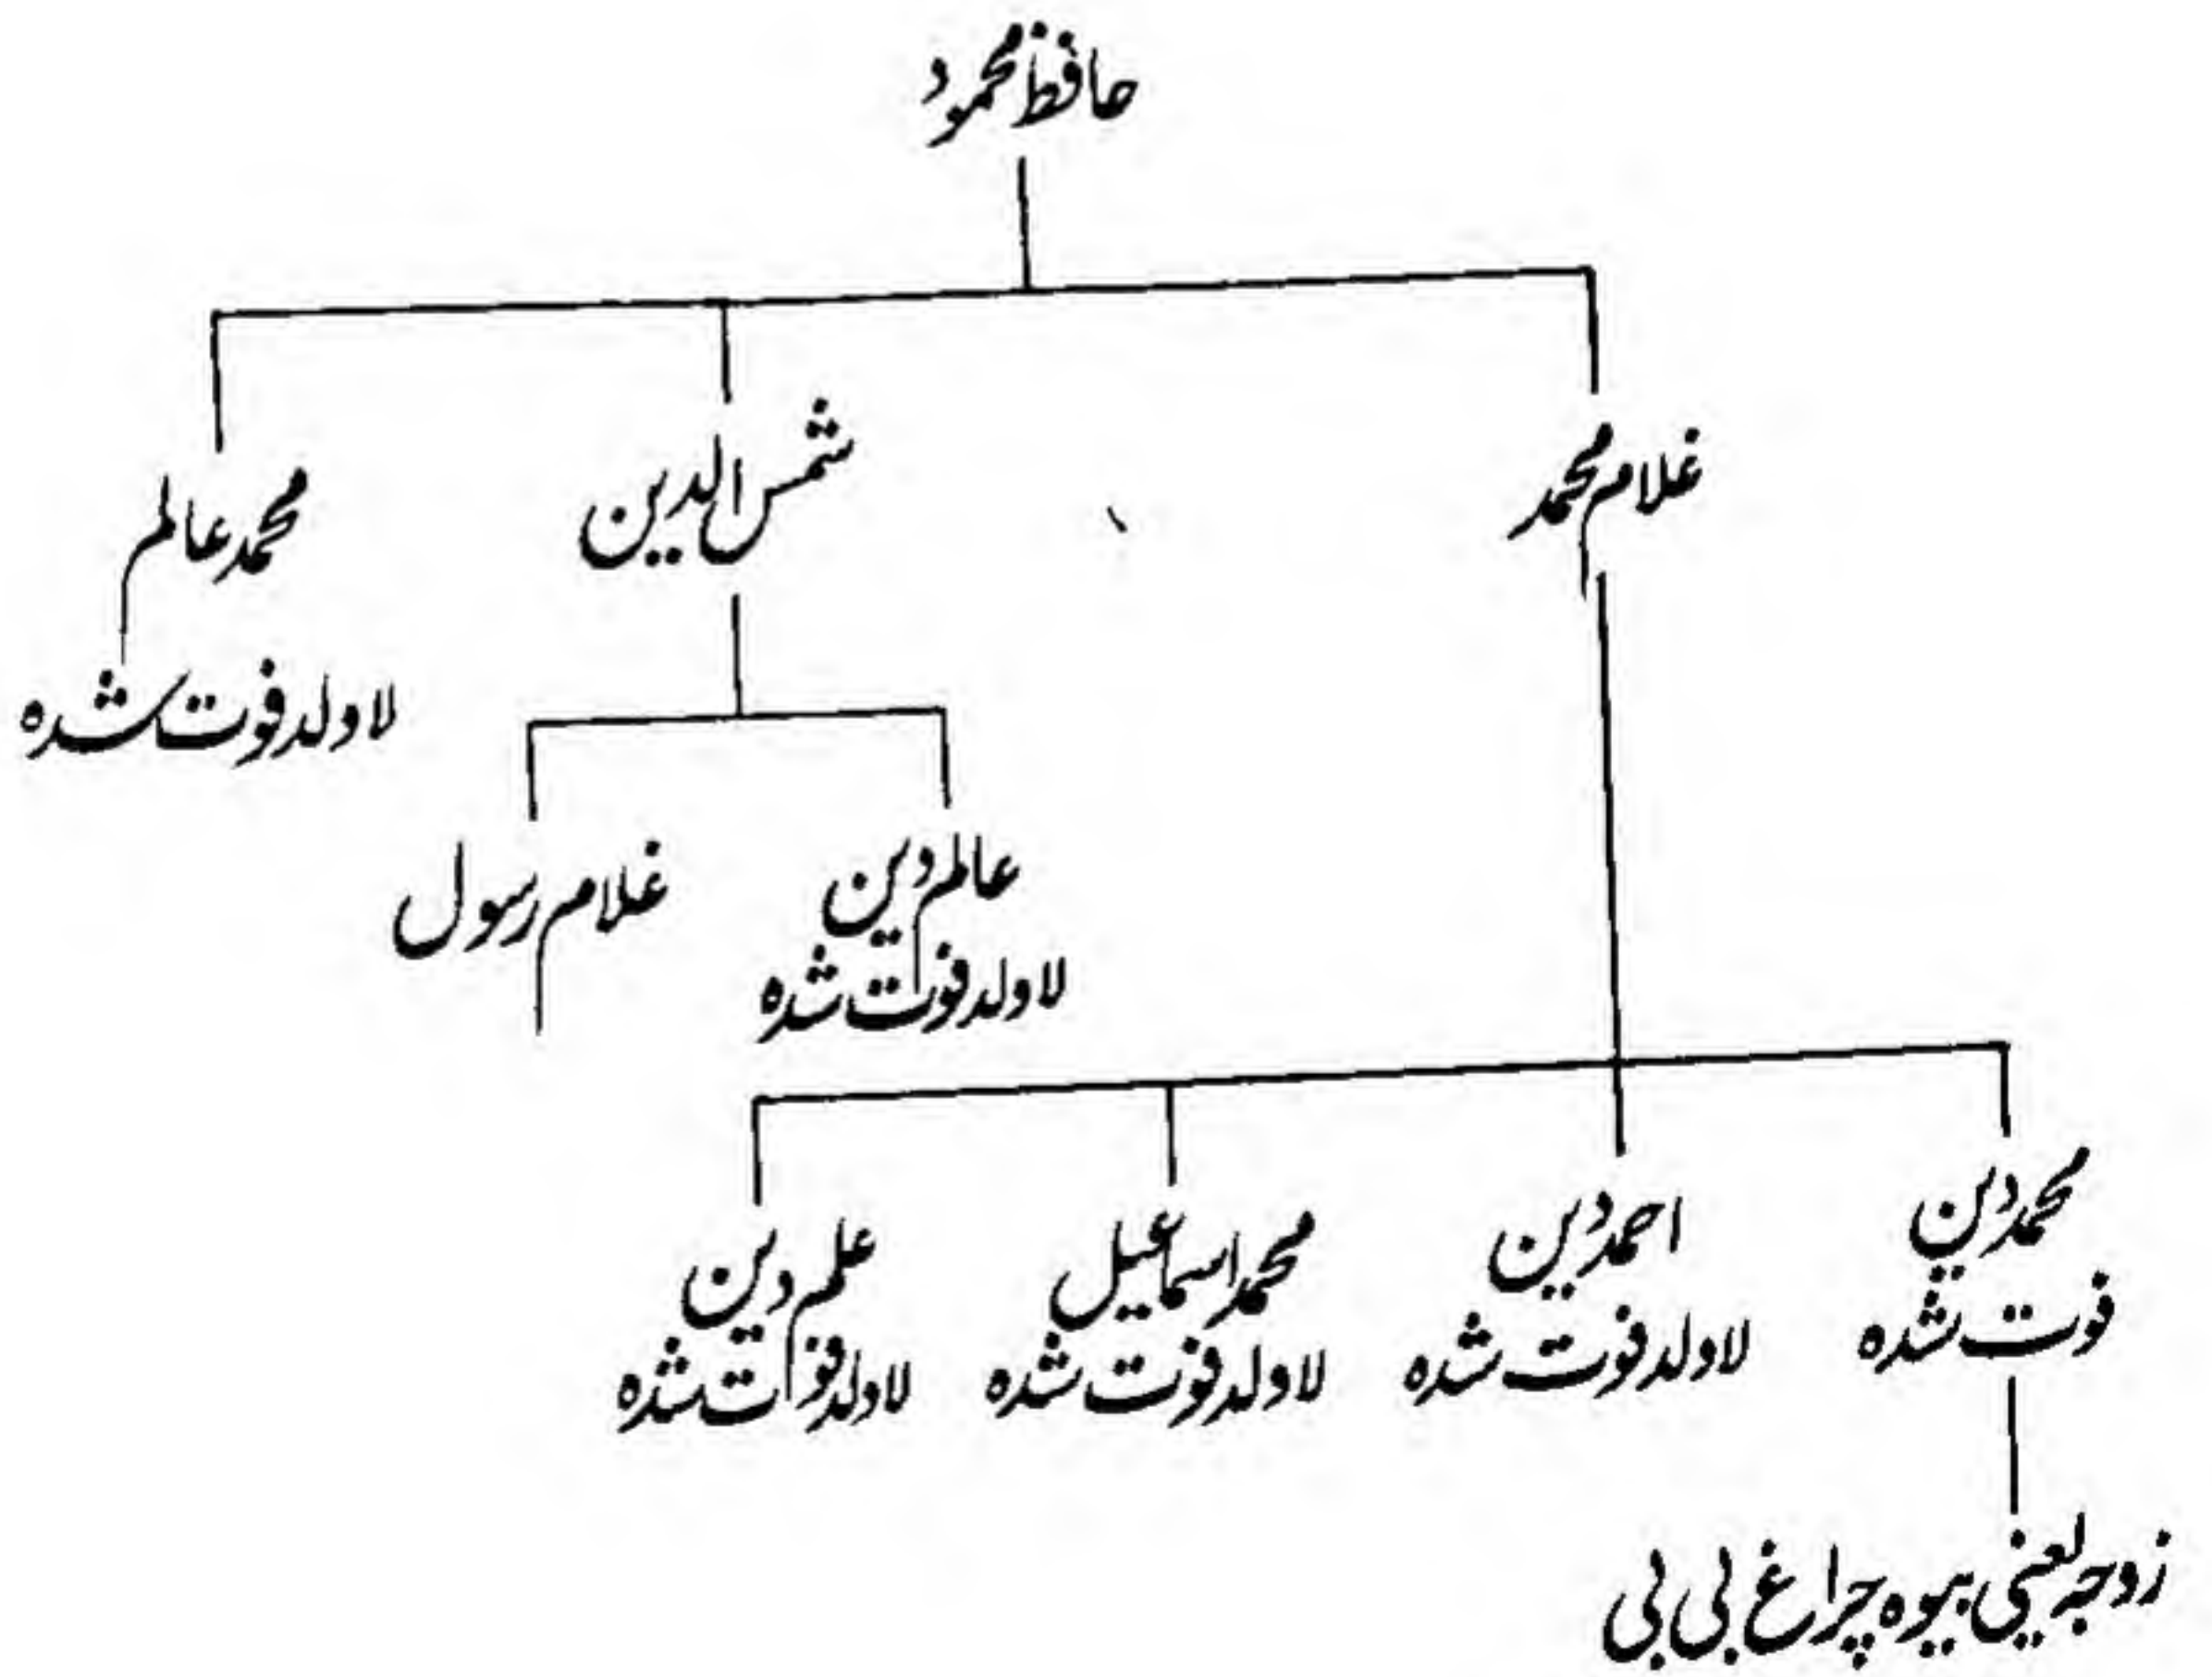 حافظ محمود
غلام محمد
شمس الدین
محمد عالم
لاولد فوت شدہ
عالم دین
لاولد فوت شدہ
غلام رسول
محمد دین
فوت شدہ
احمد دین
لاولد فوت شدہ
محمد اسماعیل
لاولد فوت شدہ
علم دین
لاولد فوت شدہ
زوجہ یعنی بیوہ چراغ بی بی